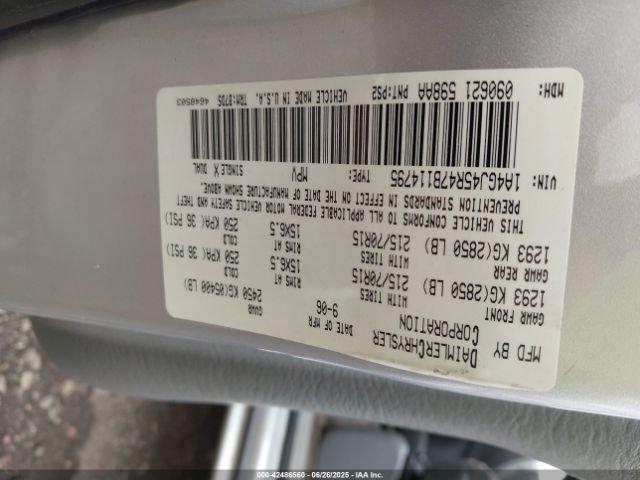 MFD BY DAIMLERCHRYSLER
CORPORATION
DATE OF MFR
9-06
GVWR
2450 KG(05400 LB)
GAWR FRONT
1293 KG(2850 LB)
WITH TIRES
215/70R15
RIMS AT
15X6.5
COLD
250 KPA( 36 PSI)
GAWR REAR
1293 KG(2850 LB)
WITH TIRES
215/70R15
RIMS AT
15X6.5
COLD
250 KPA( 36 PSI)
THIS VEHICLE CONFORMS TO ALL APPLICABLE FEDERAL MOTOR VEHICLE SAFETY AND THEFT
PREVENTION STANDARDS IN EFFECT ON THE DATE OF MANUFACTURE SHOWN ABOVE.
VIN: 1A4GJ45R47B114795 TYPE: MPV SINGLE X DUAL
MDH: 090621 598AA PNT:PS2 VEHICLE MADE IN U.S.A. TRM:B7D5 4648503
000-42486560 - 06/26/2025 - IAA Inc.